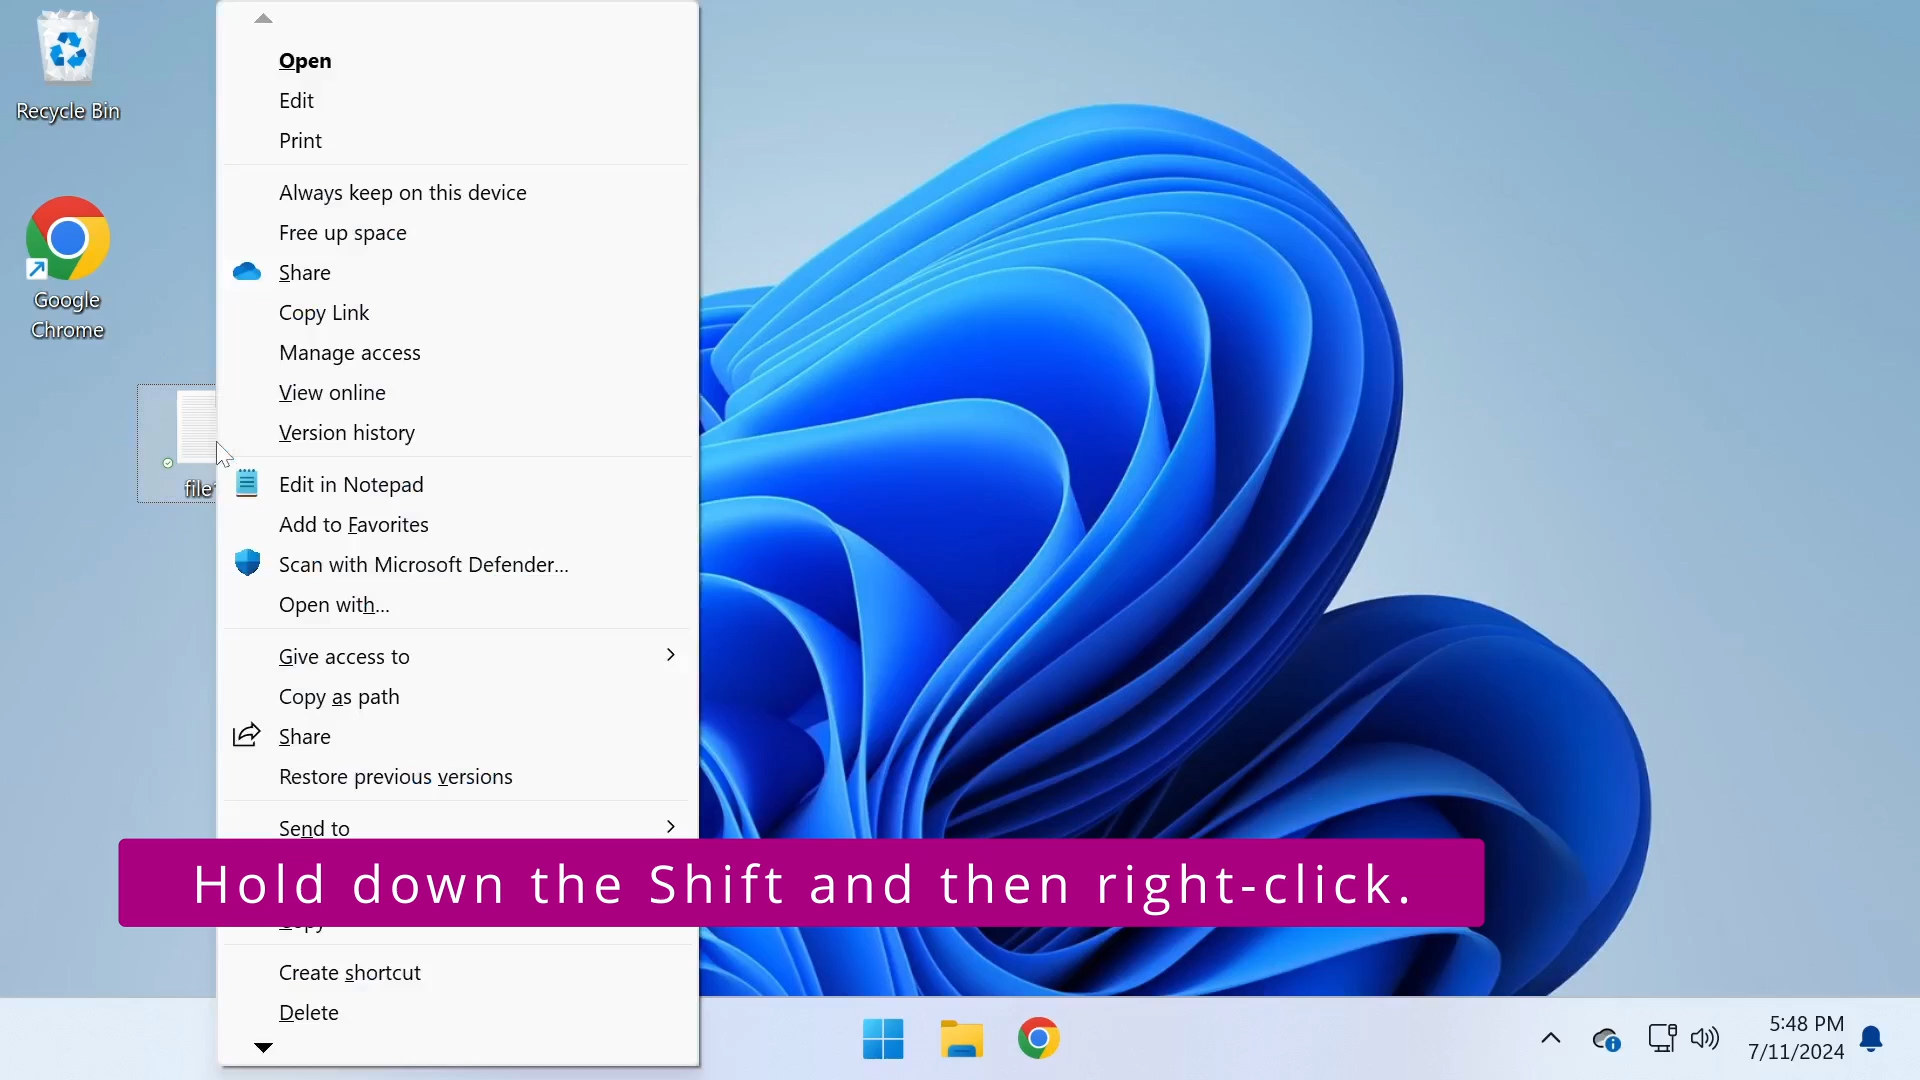 Recycle Bin
Google
Chrome
Open
Edit
Print
Always keep on this device
Free up space
Share
Copy Link
Manage access
View online
Version history
Edit in Notepad
Add to Favorites
Scan with Microsoft Defender...
Open with...
Give access to
Copy as path
Share
Restore previous versions
Send to
Hold down the Shift and then right-click.
Copy
Create shortcut
Delete
5:48 PM
7/11/2024